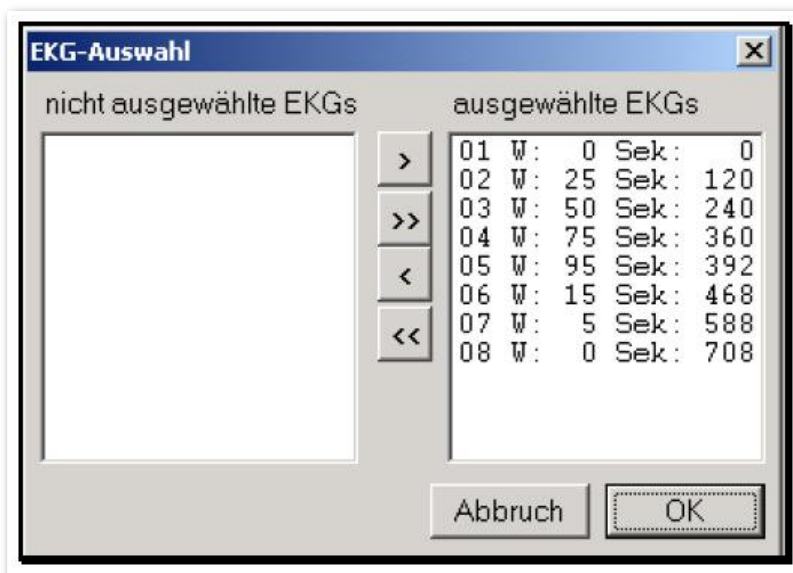 EKG-Auswahl
nicht ausgewählte EKGs
ausgewählte EKGs
>
>>
<
<<
01 W: 0 Sek: 0
02 W: 25 Sek: 120
03 W: 50 Sek: 240
04 W: 75 Sek: 360
05 W: 95 Sek: 392
06 W: 15 Sek: 468
07 W: 5 Sek: 588
08 W: 0 Sek: 708
Abbruch
OK